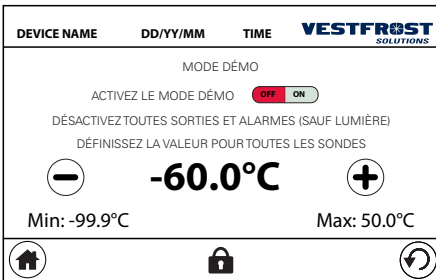 DEVICE NAME DD/YY/MM TIME VESTFROST SOLUTIONS
MODE DÉMO
ACTIVEZ LE MODE DÉMO OFF ON
DÉSACTIVEZ TOUTES SORTIES ET ALARMES (SAUF LUMIÈRE)
DÉFINISSEZ LA VALEUR POUR TOUTES LES SONDES
-60.0°C
Min: -99.9°C Max: 50.0°C